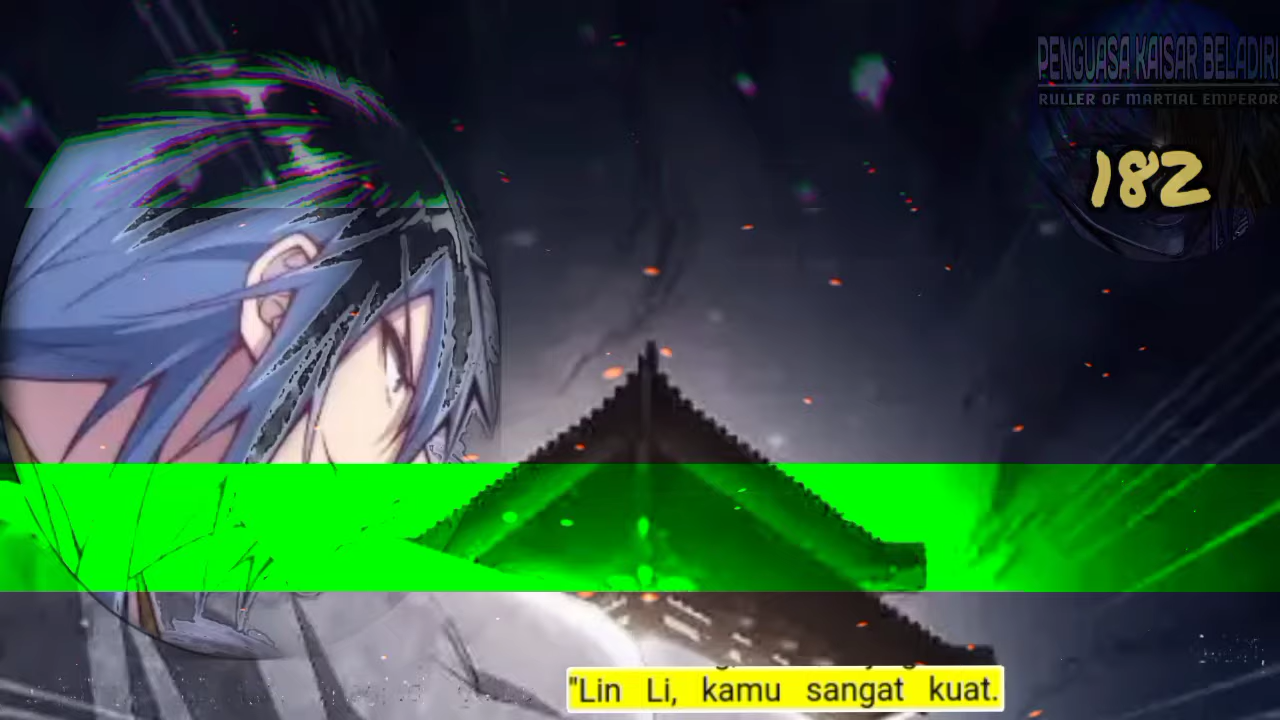 PENGUASA KAISAR BELADIRI
RULLER OF MARTIAL EMPEROR
182
"Lin Li, kamu sangat kuat.